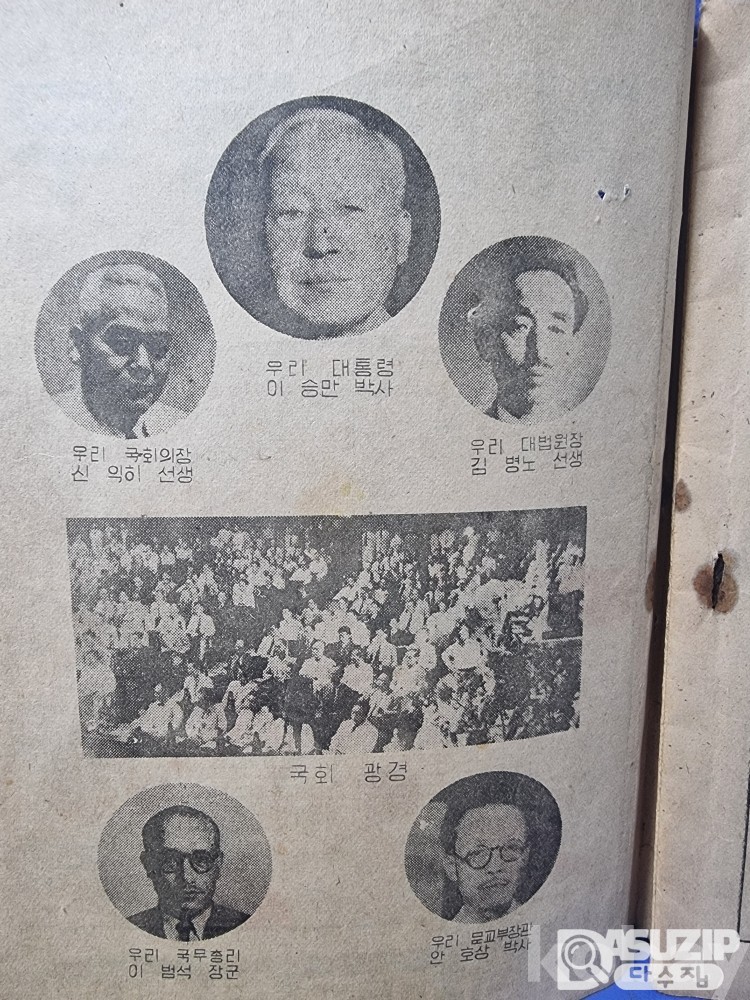 우리 대통령
이 승만 박사
우리 국회의장
신 익히 선생
우리 대법원장
김 병노 선생
국회 광경
우리 국무총리
이 범석 장군
우리 문교부장관
안 호상 박사
DASUZIP
다수집